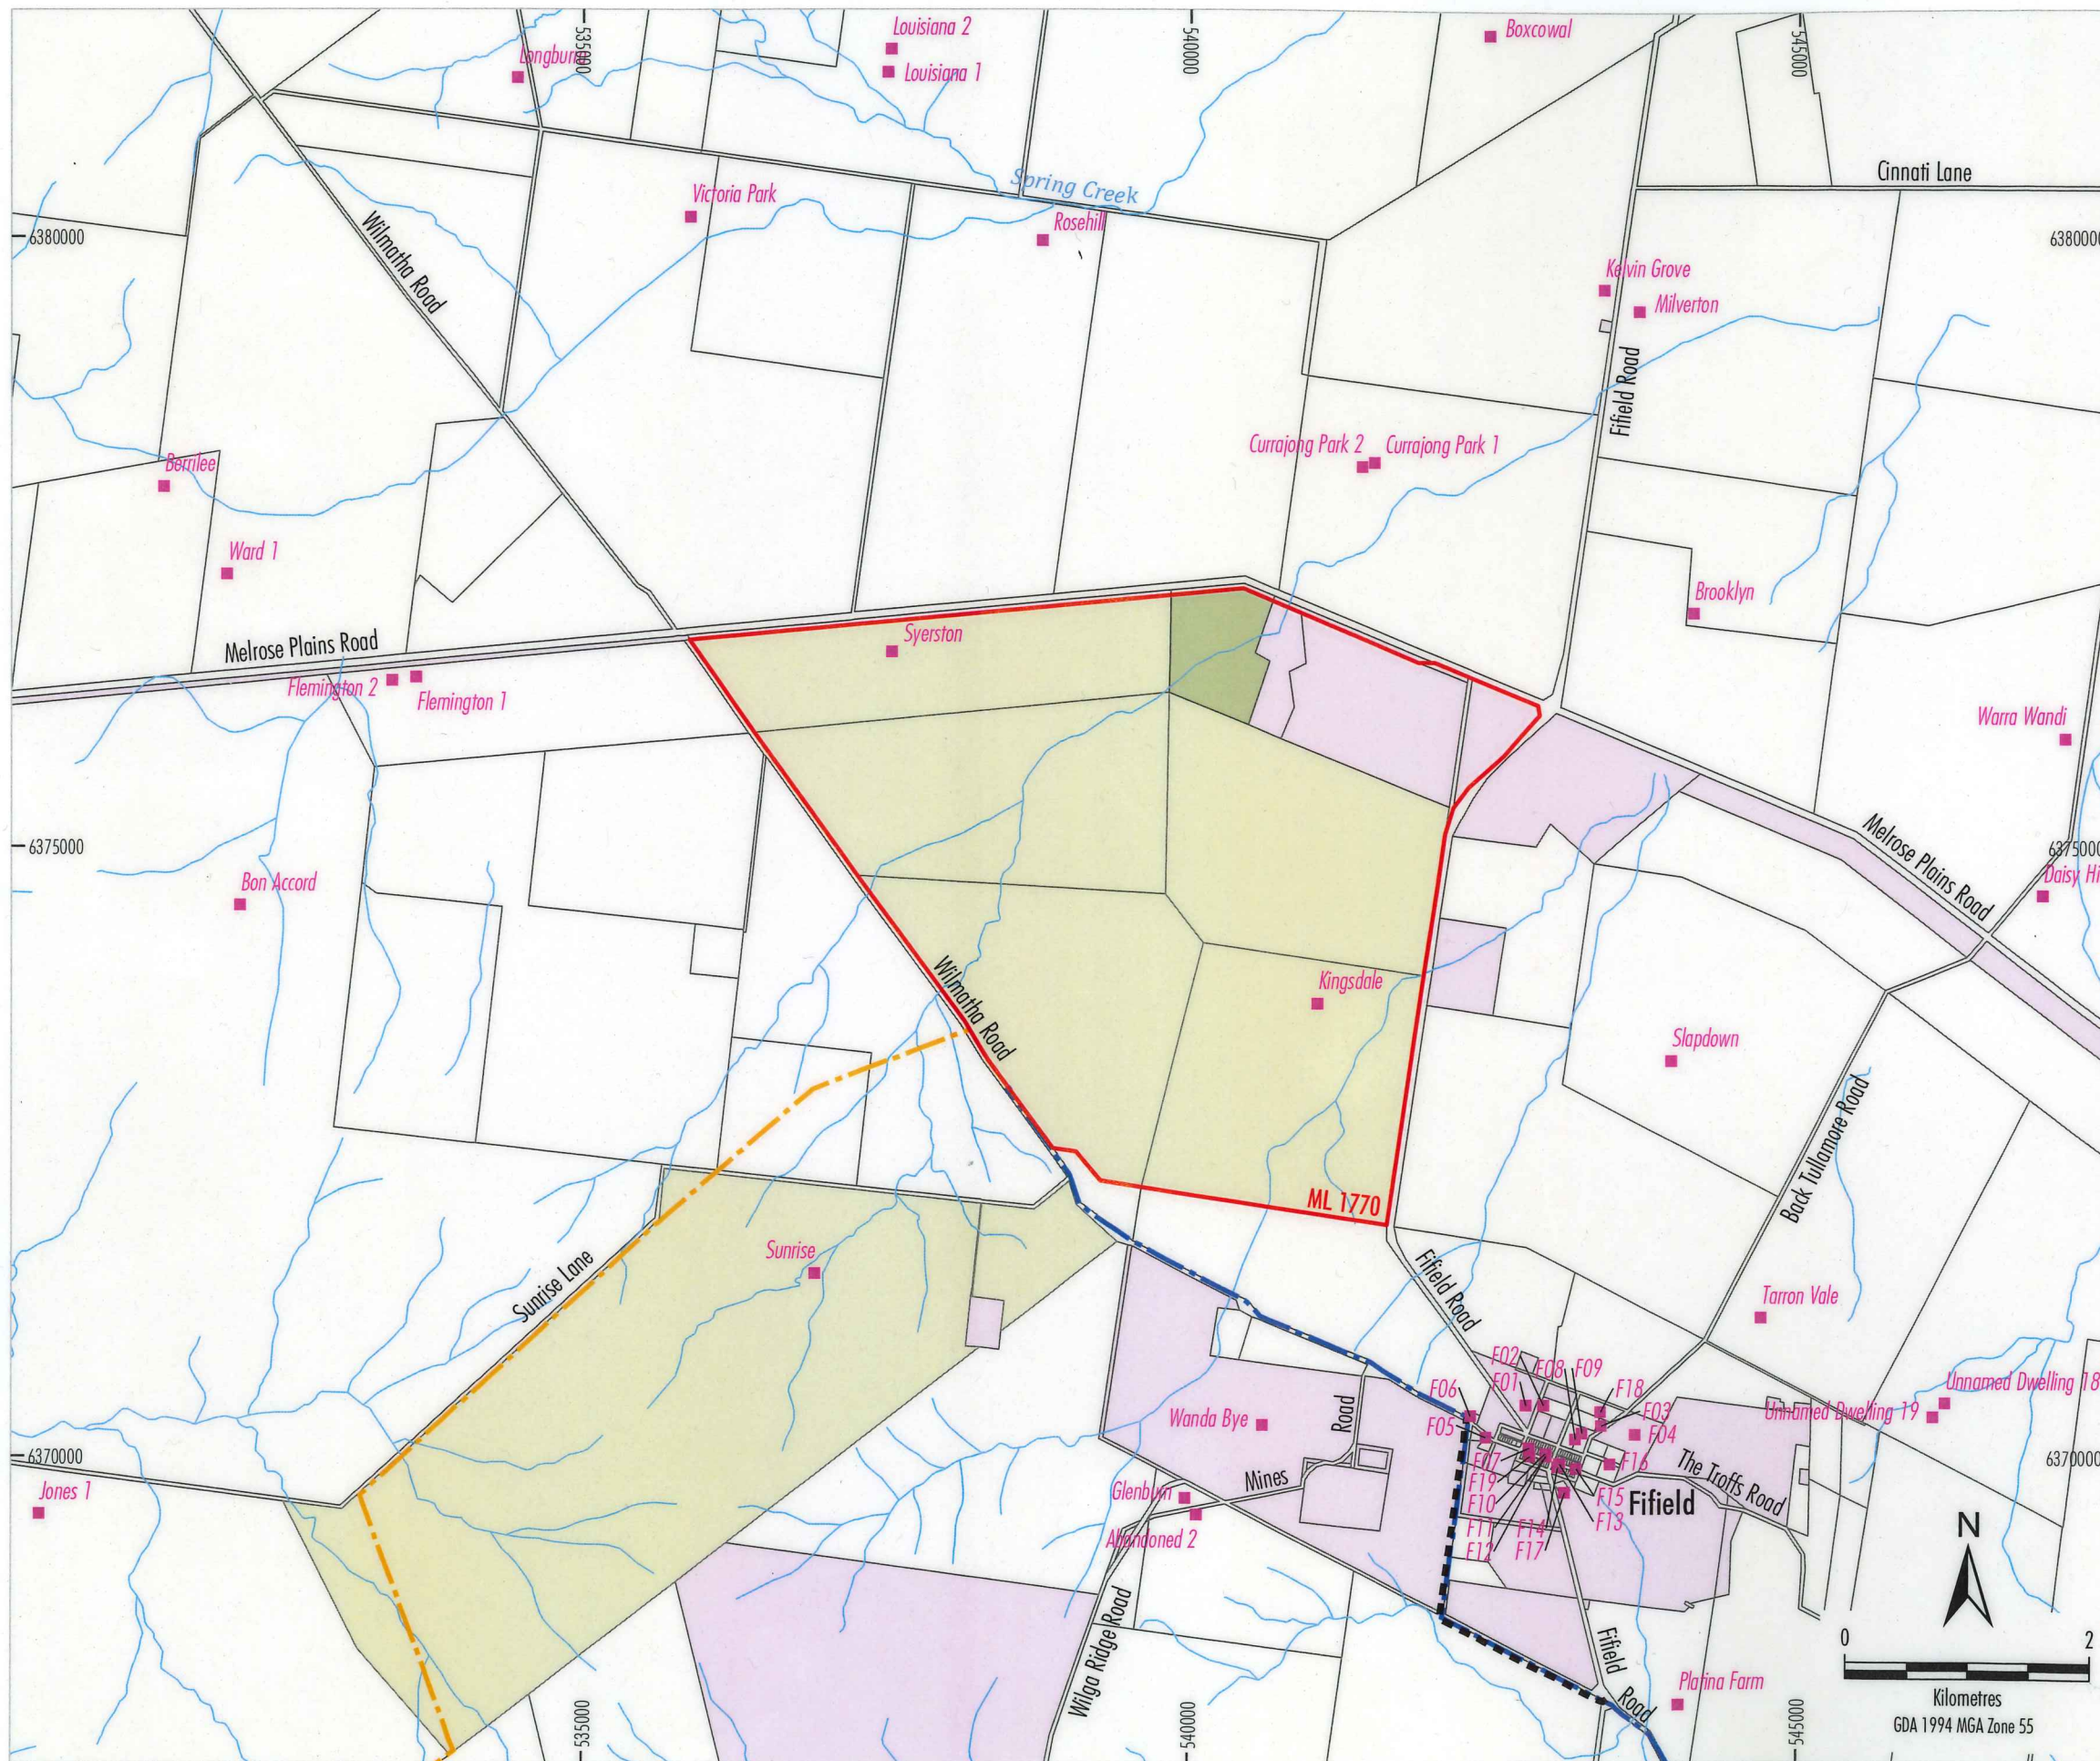 Louisiana 2
Boxcowal
535000
540000
545000
Longburn
Louisiana 1
Cinnati Lane
Spring Creek
Victoria Park
Rosehill
Wilmatha Road
6380000
6380000
Kelvin Grove
Milverton
Fifield Road
Currajong Park 2
Currajong Park 1
Berrilee
Ward 1
Brooklyn
Melrose Plains Road
Syerston
Flemington 2
Flemington 1
Warra Wandi
6375000
6375000
Melrose Plains Road
Daisy Hi
Bon Accord
Wilmatha Road
Kingsdale
Slapdown
Back Tullamore Road
ML 1770
Sunrise
Sunrise Lane
Fifield Road
Tarron Vale
F02
F08
F09
F01
F06
F18
F05
F03
F04
Unnamed Dwelling 18
Unnamed Dwelling 19
Wanda Bye
Road
6370000
6370000
F07
F16
F19
The Troffs Road
Mines
Jones 1
Glenburn
F10
F15
Fifield
Abandoned 2
F11
F14
F13
F12
F17
N
Wilga Ridge Road
Fifield
Road
Platina Farm
0
2
Kilometres
GDA 1994 MGA Zone 55
535000
540000
545000